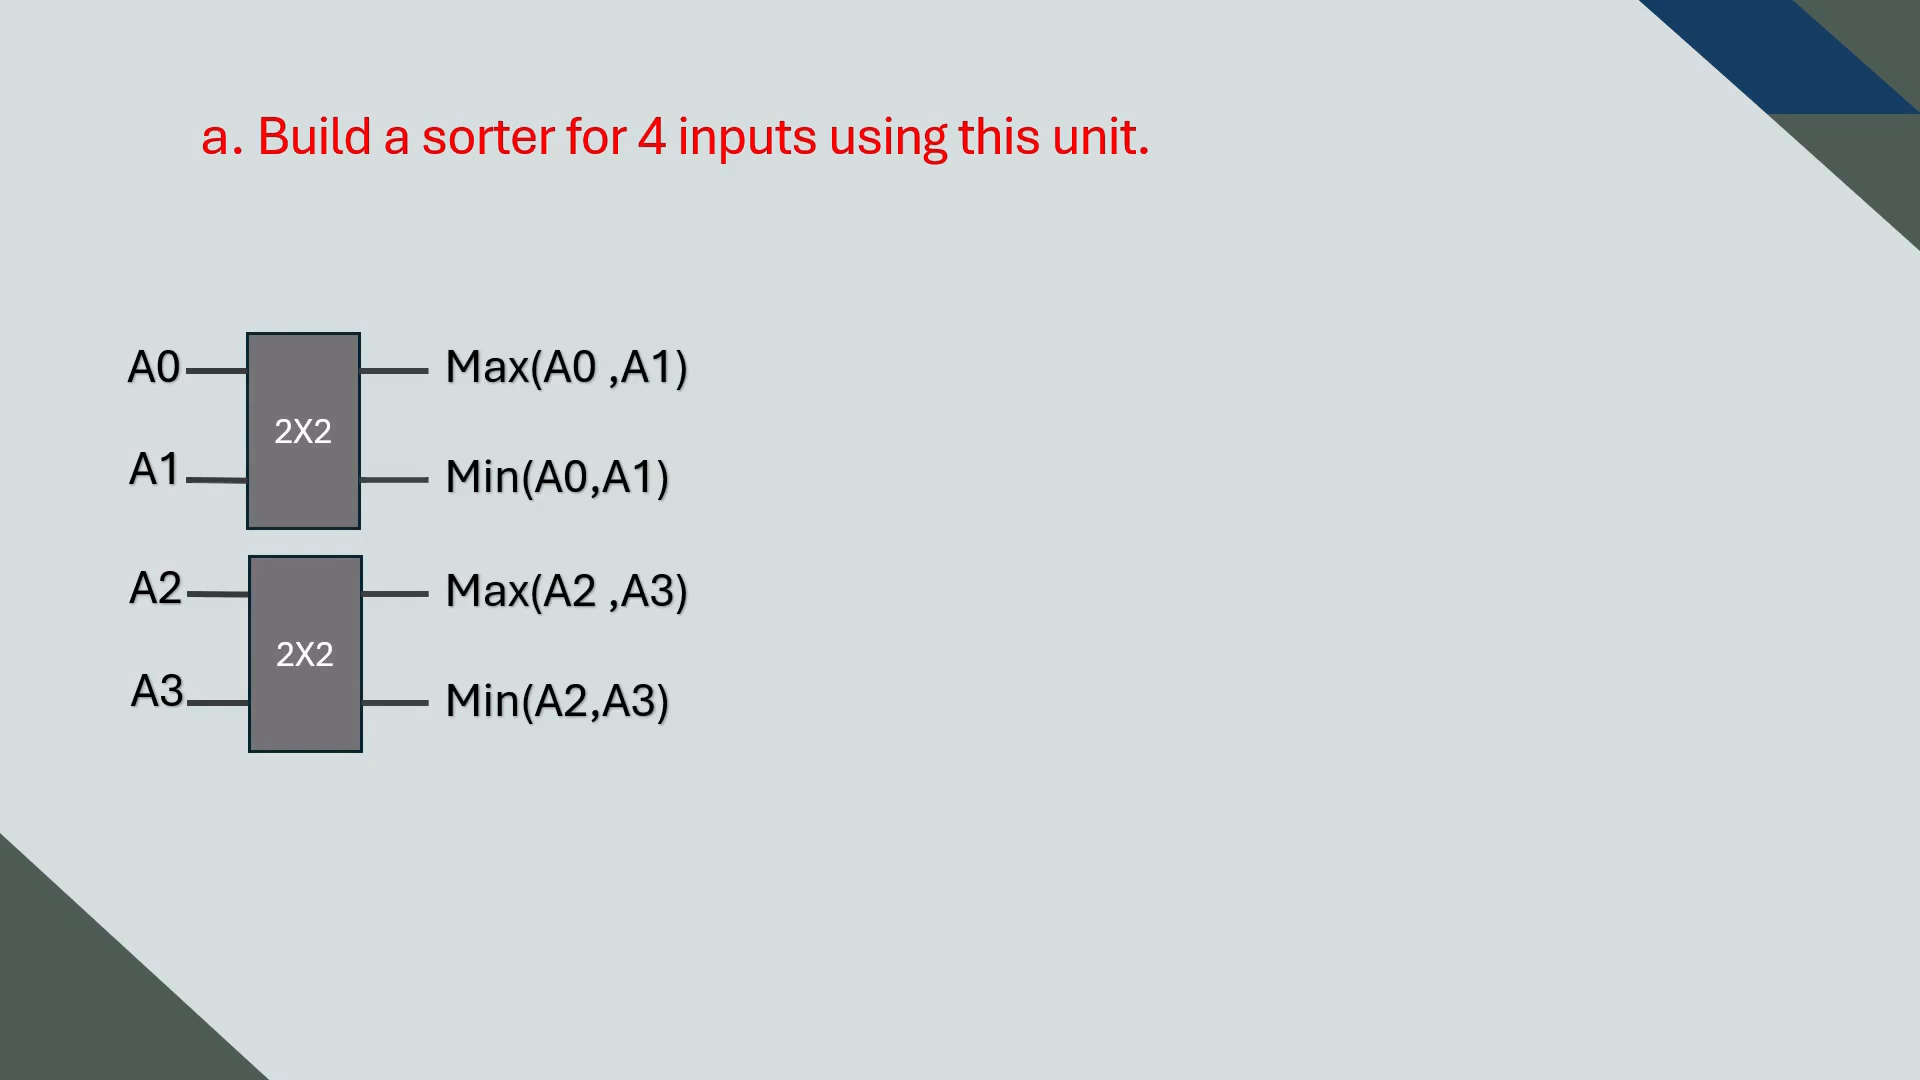 a. Build a sorter for 4 inputs using this unit.
A0
2X2
Max(A0 ,A1)
A1
Min(A0,A1)
A2
2X2
Max(A2 ,A3)
A3
Min(A2,A3)